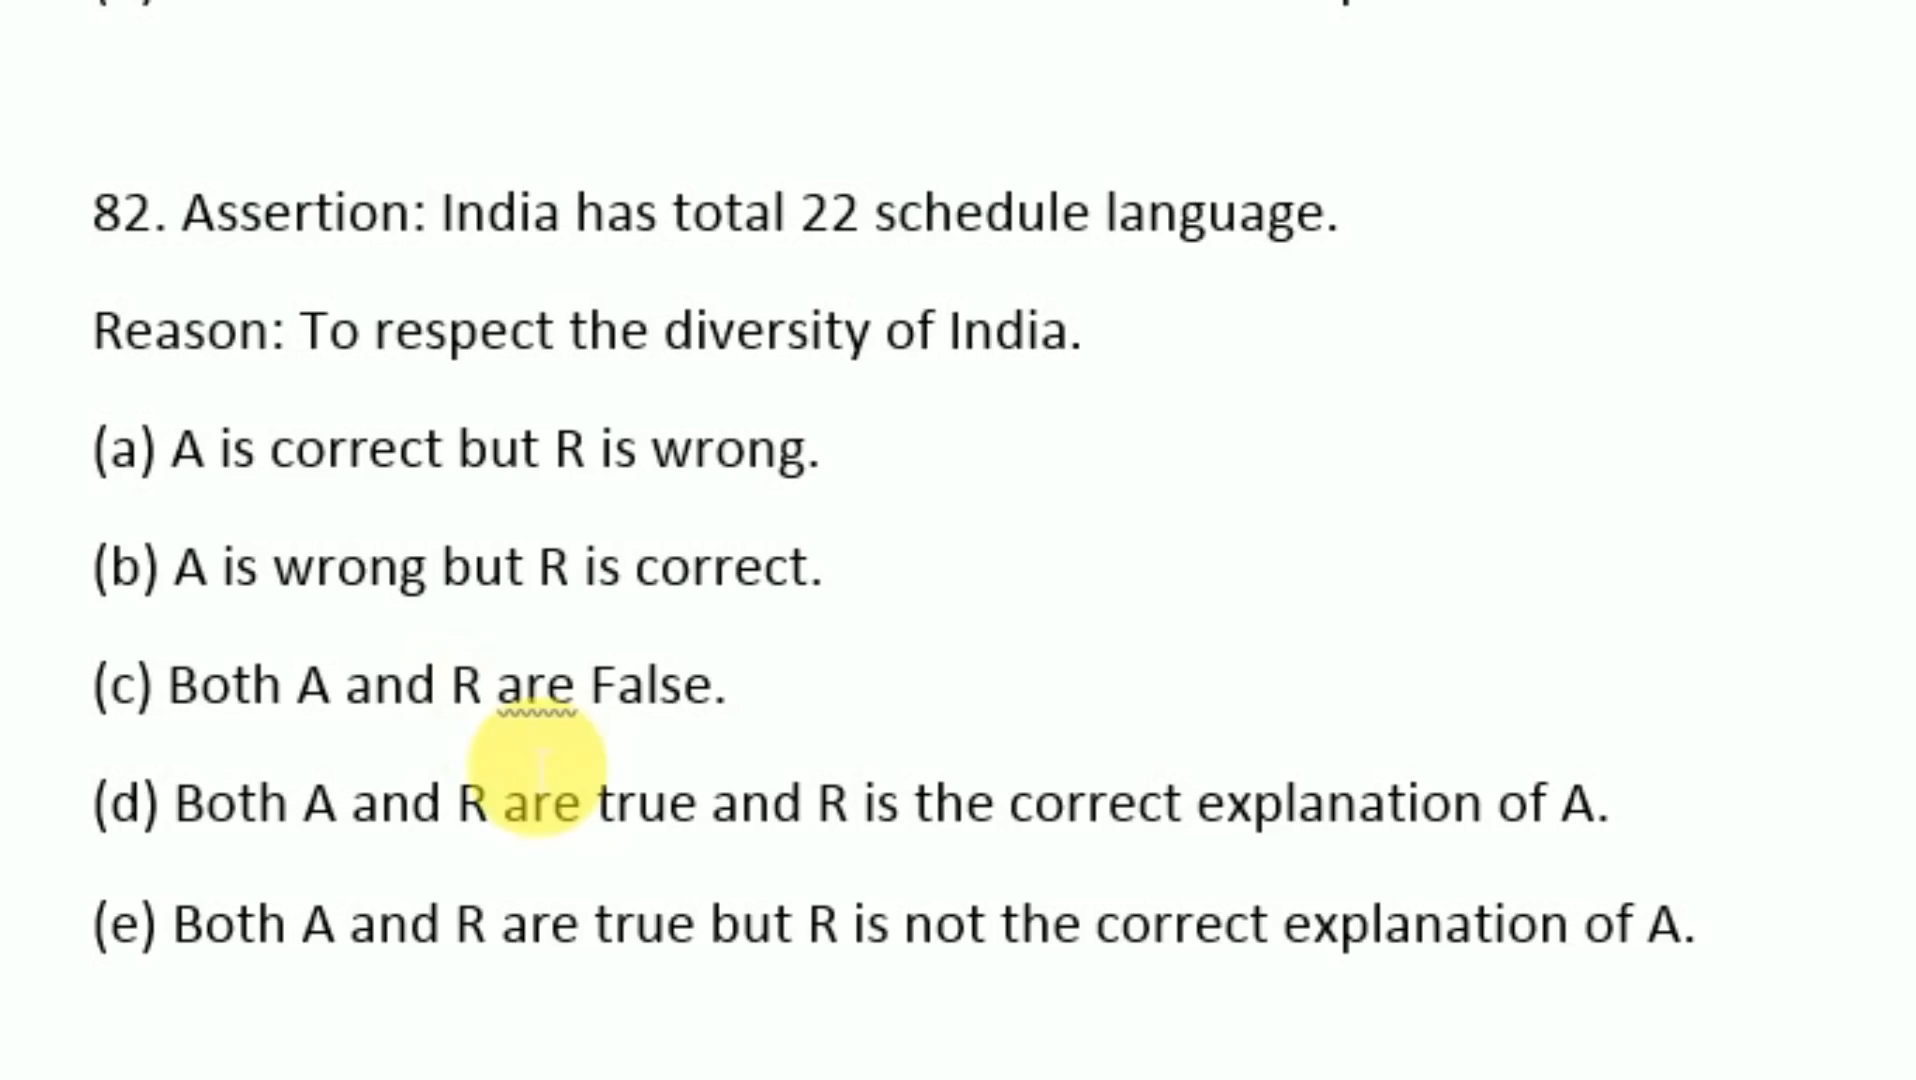 82. Assertion: India has total 22 schedule language.
Reason: To respect the diversity of India.
(a) A is correct but R is wrong.
(b) A is wrong but R is correct.
(c) Both A and R are False.
(d) Both A and R are true and R is the correct explanation of A.
(e) Both A and R are true but R is not the correct explanation of A.